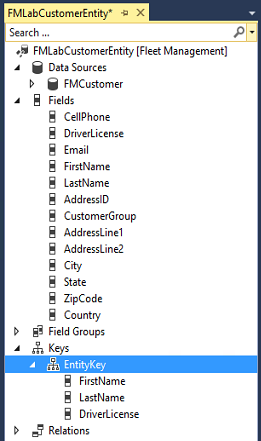 FMLabCustomerEntity*
Search ...
FMLabCustomerEntity [Fleet Management]
Data Sources
FMCustomer
Fields
CellPhone
DriverLicense
Email
FirstName
LastName
AddressID
CustomerGroup
AddressLine1
AddressLine2
City
State
ZipCode
Country
Field Groups
Keys
EntityKey
FirstName
LastName
DriverLicense
Relations